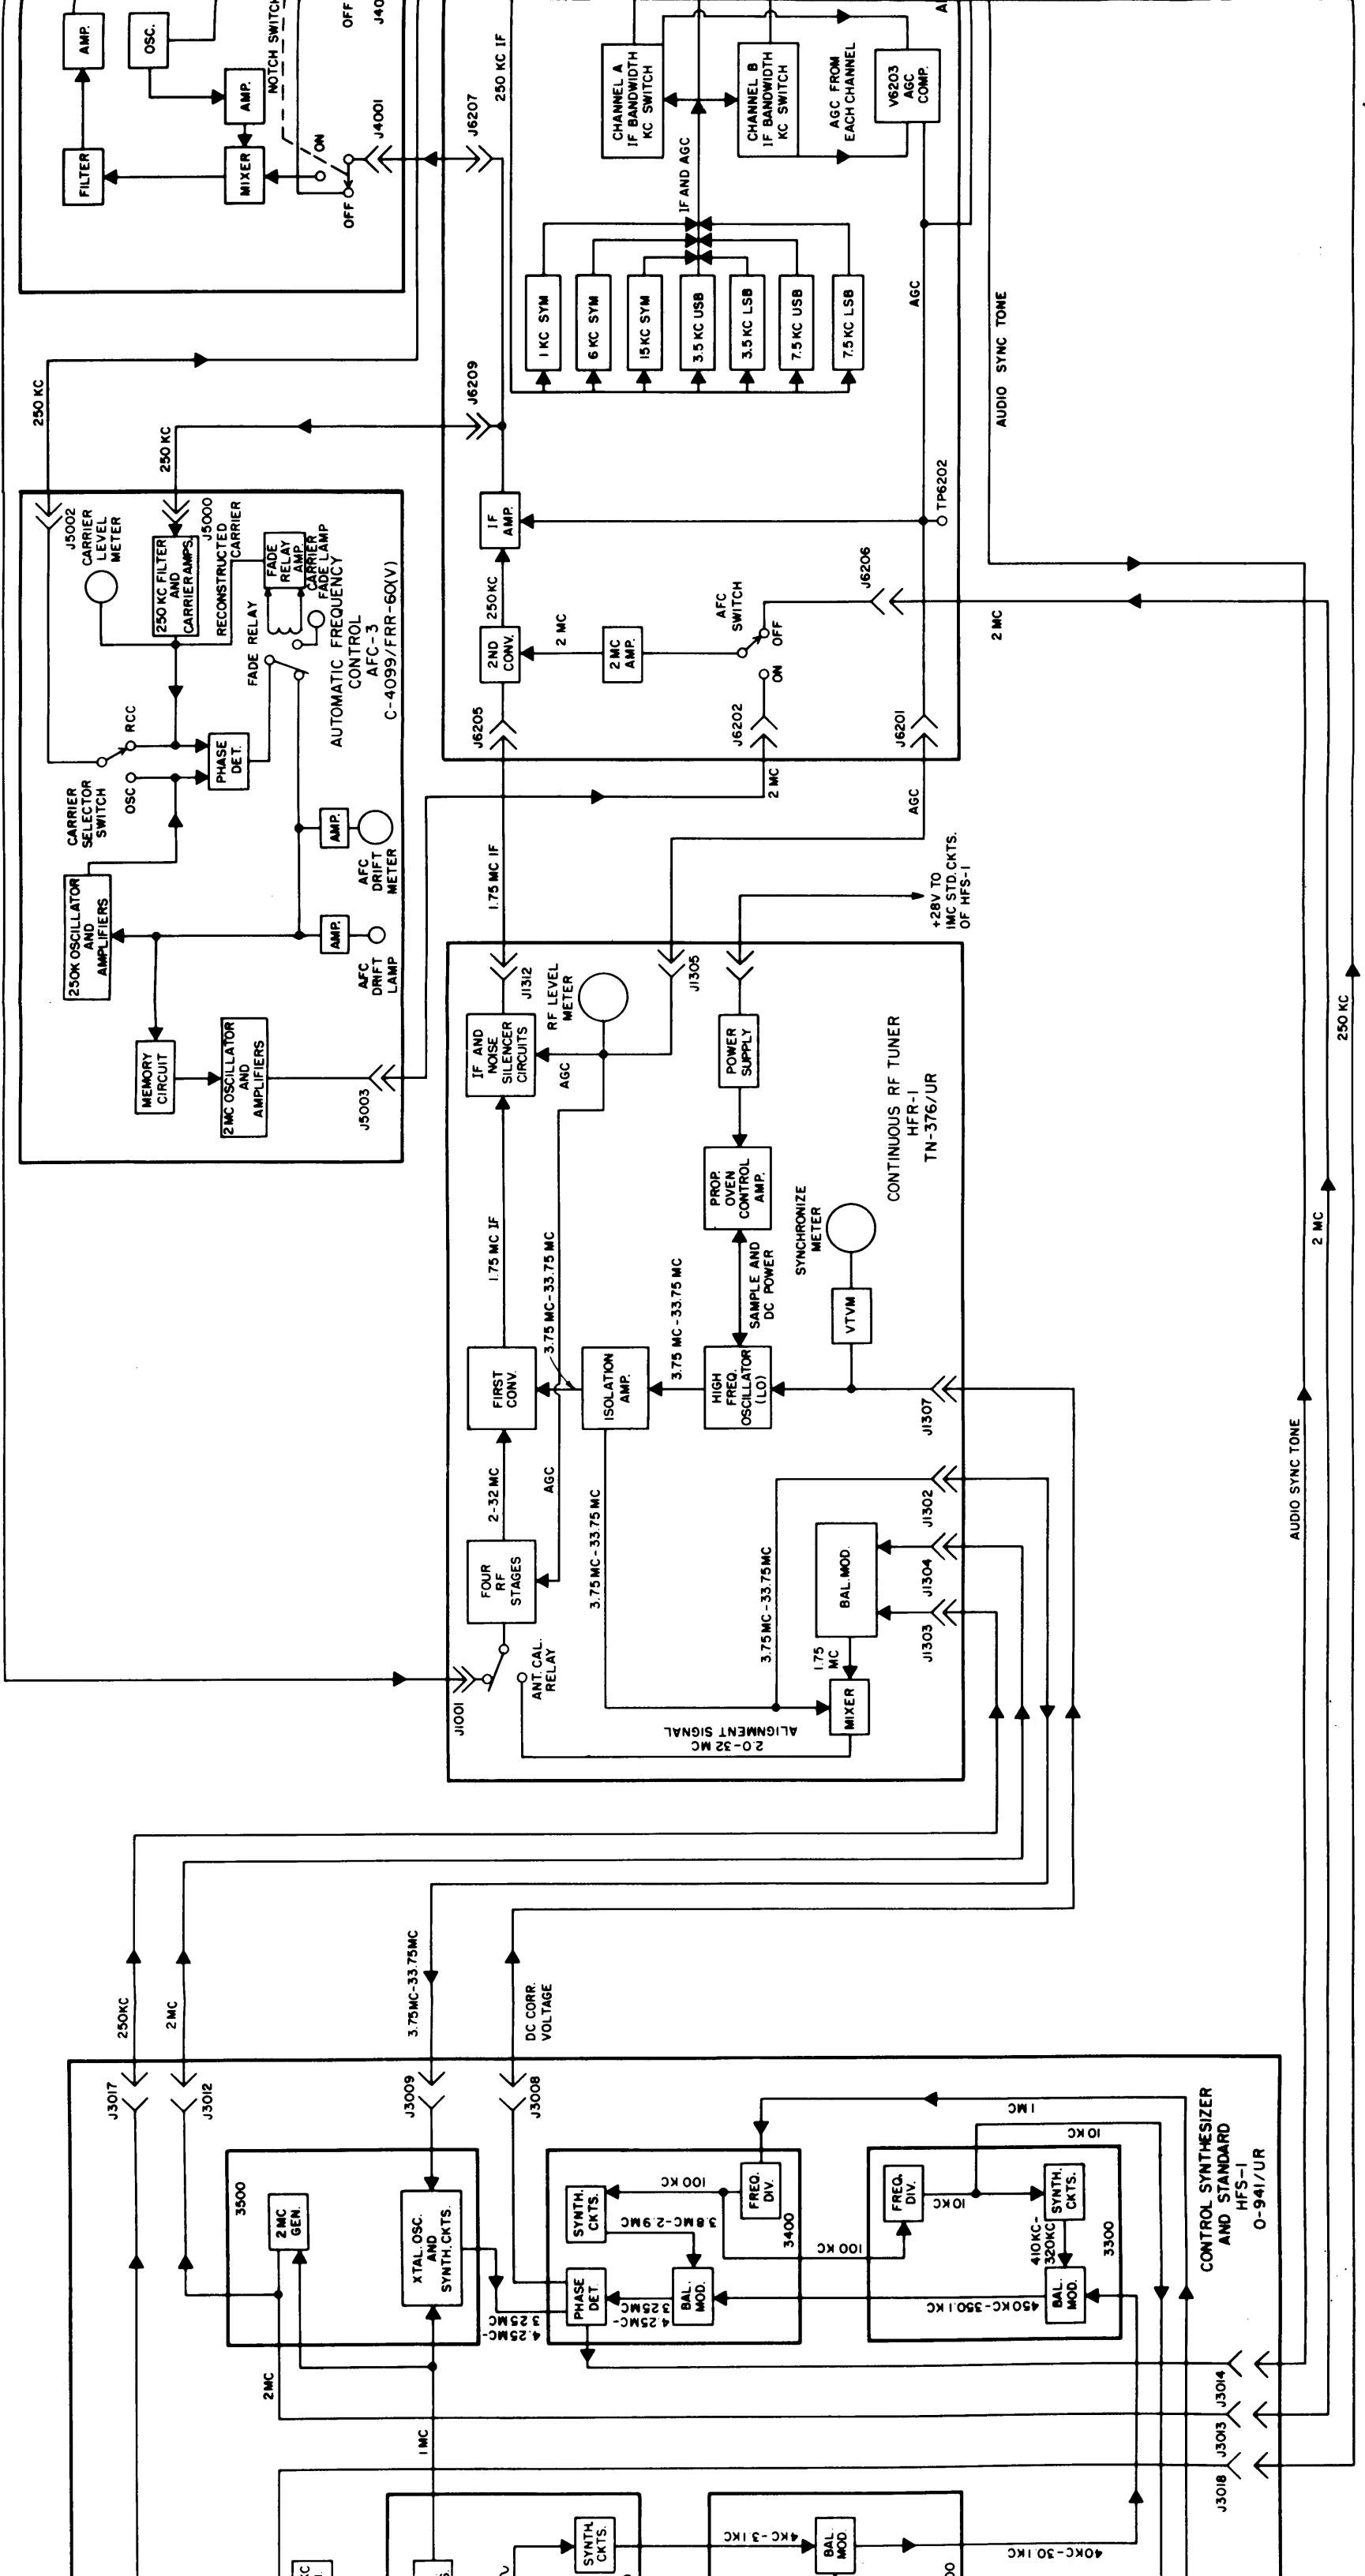 AMP.
OSC.
AMP.
NOTCH SWITCH
FILTER
MIXER
ON
OFF
OFF
J4001
J6207
250 KC IF
CHANNEL A
IF BANDWIDTH
KC SWITCH
CHANNEL B
IF BANDWIDTH
KC SWITCH
AGC FROM
EACH CHANNEL
V6203
AGC
COMP.
IF AND AGC
1 KC SYM
6 KC SYM
15 KC SYM
3.5 KC USB
3.5 KC LSB
7.5 KC USB
7.5 KC LSB
AGC
AUDIO SYNC TONE
250 KC
250 KC
J6209
J5002
CARRIER
LEVEL
METER
J5000
250 KC FILTER
AND
CARRIER AMPS.
RECONSTRUCTED
CARRIER
FADE
RELAY
AMP.
CARRIER
FADE LAMP
FADE RELAY
AUTOMATIC FREQUENCY
CONTROL
AFC-3
C-4099/FRR-60(V)
RCC
OSC
CARRIER
SELECTOR
SWITCH
PHASE
DET.
AMP.
AFC
DRIFT
METER
AMP.
AFC
DRIFT
LAMP
250K OSCILLATOR
AND
AMPLIFIERS
MEMORY
CIRCUIT
2 MC OSCILLATOR
AND
AMPLIFIERS
J5003
IF
AMP.
TP6202
250 KC
2ND
CONV.
2 MC
2 MC
AMP.
AFC
SWITCH
OFF
ON
J6206
2 MC
J6205
J6202
J6201
2 MC
AGC
1.75 MC IF
+28V TO
1MC STD. CKTS.
OF HFS-1
J1312
RF LEVEL
METER
J1305
IF AND
NOISE
SILENCER
CIRCUITS
AGC
POWER
SUPPLY
CONTINUOUS RF TUNER
HFR-1
TN-376/UR
PROP.
OVEN
CONTROL
AMP.
SYNCHRONIZE
METER
1.75 MC IF
3.75 MC-33.75 MC
3.75 MC-33.75 MC
SAMPLE AND
DC POWER
VTVM
FIRST
CONV.
ISOLATION
AMP.
HIGH
FREQ.
OSCILLATOR
(LO)
J1307
2-32 MC
AGC
3.75 MC-33.75 MC
3.75 MC-33.75 MC
J1302
J1304
J1303
BAL. MOD.
FOUR
RF
STAGES
1.75
MC
MIXER
J1001
ANT. CAL.
RELAY
2.0-32 MC
ALIGNMENT SIGNAL
AUDIO SYNC TONE
2 MC
250 KC
250KC
2 MC
3.75 MC-33.75MC
DC CORR.
VOLTAGE
J3017
J3012
J3009
J3008
3500
2 MC
GEN.
XTAL. OSC.
AND
SYNTH. CKTS.
4.25MC-
3.25MC
SYNTH.
CKTS.
100 KC
FREQ.
DIV.
3.8 MC-2.9MC
3400
PHASE
DET.
4.25MC-
3.25MC
BAL.
MOD.
100 KC
1 MC
10 KC
FREQ.
DIV.
10 KC
SYNTH.
CKTS.
410KC-
320KC
3300
450KC-350.1KC
BAL.
MOD.
CONTROL SYNTHESIZER
AND STANDARD
HFS-1
O-941/UR
2MC
1 MC
J3014
J3013
J3018
SYNTH.
CKTS.
4KC-3.1KC
BAL.
MOD.
40KC-30.1KC